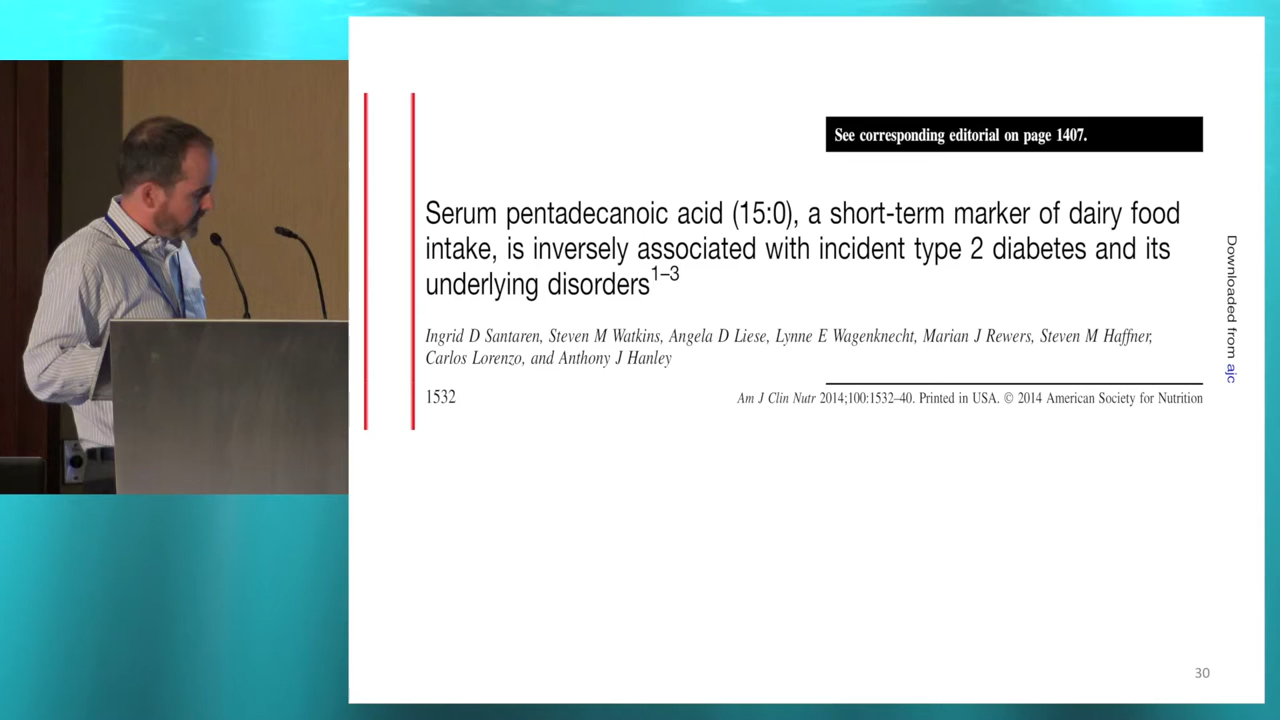 See corresponding editorial on page 1407.
Serum pentadecanoic acid (15:0), a short-term marker of dairy food
intake, is inversely associated with incident type 2 diabetes and its
underlying disorders1–3
Ingrid D Santaren, Steven M Watkins, Angela D Liese, Lynne E Wagenknecht, Marian J Rewers, Steven M Haffner,
Carlos Lorenzo, and Anthony J Hanley
1532
Am J Clin Nutr 2014;100:1532–40. Printed in USA. © 2014 American Society for Nutrition
Downloaded from ajc
30